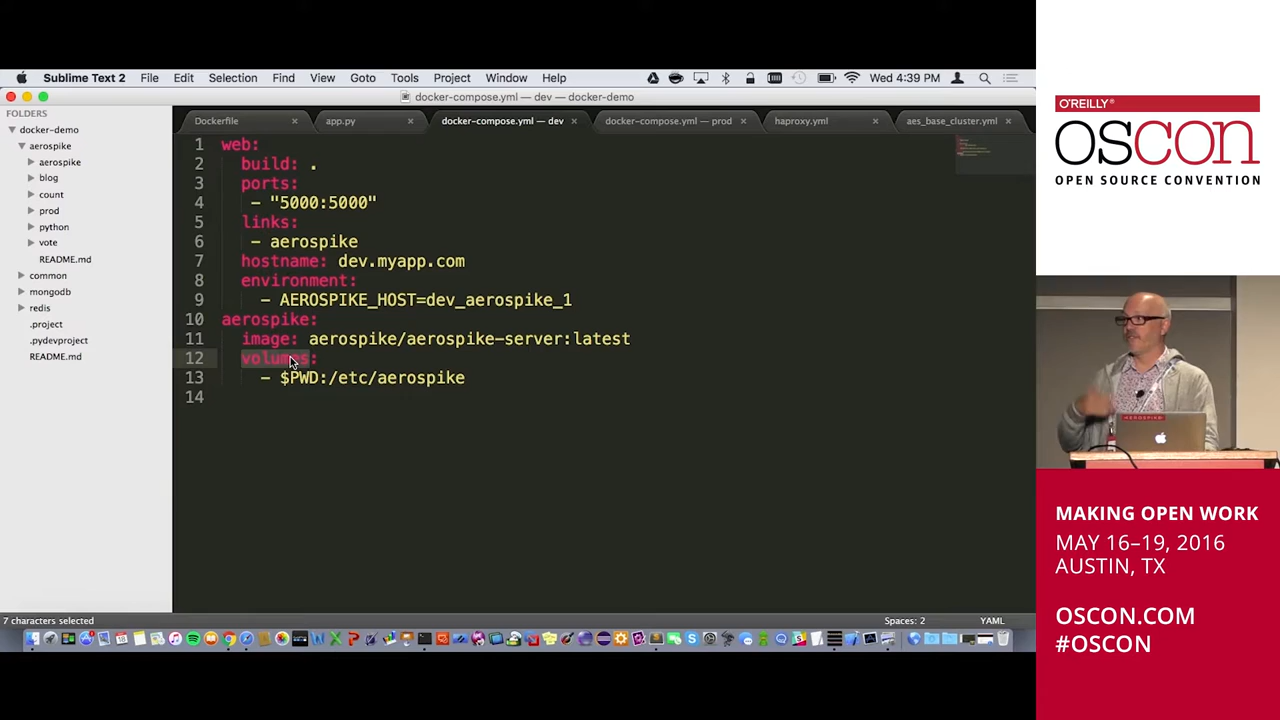 Sublime Text 2 File Edit Selection Find View Goto Tools Project Window Help Wed 4:39 PM
docker-compose.yml — dev — docker-demo
FOLDERS
docker-demo
aerospike
aerospike
blog
count
prod
python
vote
README.md
common
mongodb
redis
.project
.pydevproject
README.md
Dockerfile × app.py × docker-compose.yml — dev × docker-compose.yml — prod × haproxy.yml × aes_base_cluster.yml ×
1 web:
2 build: .
3 ports:
4 - "5000:5000"
5 links:
6 - aerospike
7 hostname: dev.myapp.com
8 environment:
9 - AEROSPIKE_HOST=dev_aerospike_1
10 aerospike:
11 image: aerospike/aerospike-server:latest
12 volumes:
13 - $PWD:/etc/aerospike
14
7 characters selected Spaces: 2 YAML
O'REILLY®
OSCON
OPEN SOURCE CONVENTION
AEROSPIKE
MAKING OPEN WORK
MAY 16–19, 2016
AUSTIN, TX
OSCON.COM
#OSCON